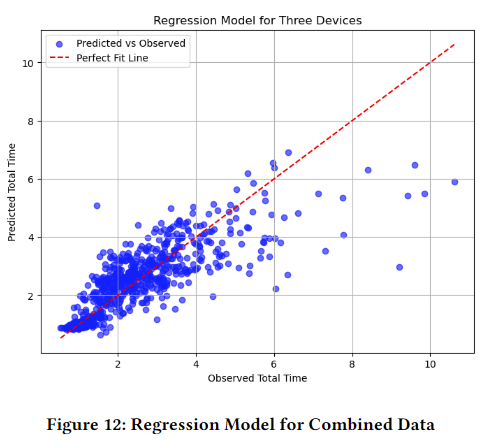 Regression Model for Three Devices
Predicted vs Observed
Perfect Fit Line
10
8
6
4
2
Predicted Total Time
2 4 6 8 10
Observed Total Time
Figure 12: Regression Model for Combined Data